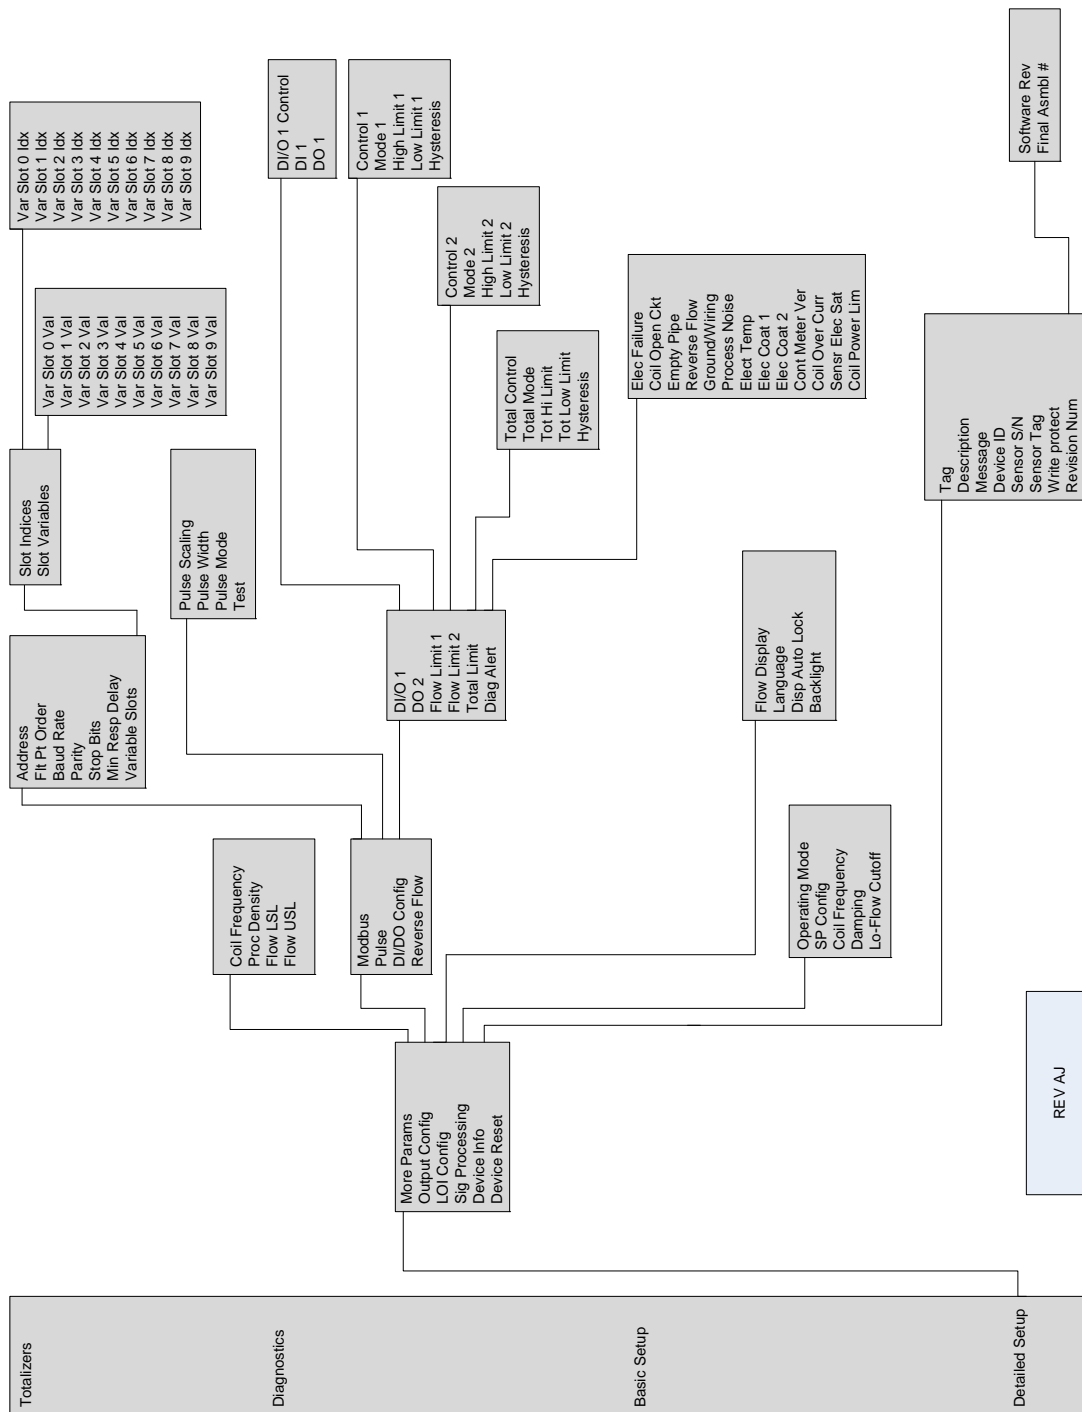 Totalizers
Diagnostics
Basic Setup
Detailed Setup
More Params
Output Config
LOI Config
Sig Processing
Device Info
Device Reset
Coil Frequency
Proc Density
Flow LSL
Flow USL
Modbus
Pulse
DI/DO Config
Reverse Flow
Operating Mode
SP Config
Coil Frequency
Damping
Lo-Flow Cutoff
Address
Flt Pt Order
Baud Rate
Parity
Stop Bits
Min Resp Delay
Variable Slots
Pulse Scaling
Pulse Width
Pulse Mode
Test
DI/O 1
DO 2
Flow Limit 1
Flow Limit 2
Total Limit
Diag Alert
Flow Display
Language
Disp Auto Lock
Backlight
Slot Indices
Slot Variables
Var Slot 0 Val
Var Slot 1 Val
Var Slot 2 Val
Var Slot 3 Val
Var Slot 4 Val
Var Slot 5 Val
Var Slot 6 Val
Var Slot 7 Val
Var Slot 8 Val
Var Slot 9 Val
Var Slot 0 Idx
Var Slot 1 Idx
Var Slot 2 Idx
Var Slot 3 Idx
Var Slot 4 Idx
Var Slot 5 Idx
Var Slot 6 Idx
Var Slot 7 Idx
Var Slot 8 Idx
Var Slot 9 Idx
DI/O 1 Control
DI 1
DO 1
Control 1
Mode 1
High Limit 1
Low Limit 1
Hysteresis
Control 2
Mode 2
High Limit 2
Low Limit 2
Hysteresis
Total Control
Total Mode
Tot Hi Limit
Tot Low Limit
Hysteresis
Elec Failure
Coil Open Ckt
Empty Pipe
Reverse Flow
Ground/Wiring
Process Noise
Elect Temp
Elec Coat 1
Elec Coat 2
Cont Meter Ver
Coil Over Curr
Sensr Elec Sat
Coil Power Lim
Tag
Description
Message
Device ID
Sensor S/N
Sensor Tag
Write protect
Revision Num
Software Rev
Final Asmbl #
REV AJ